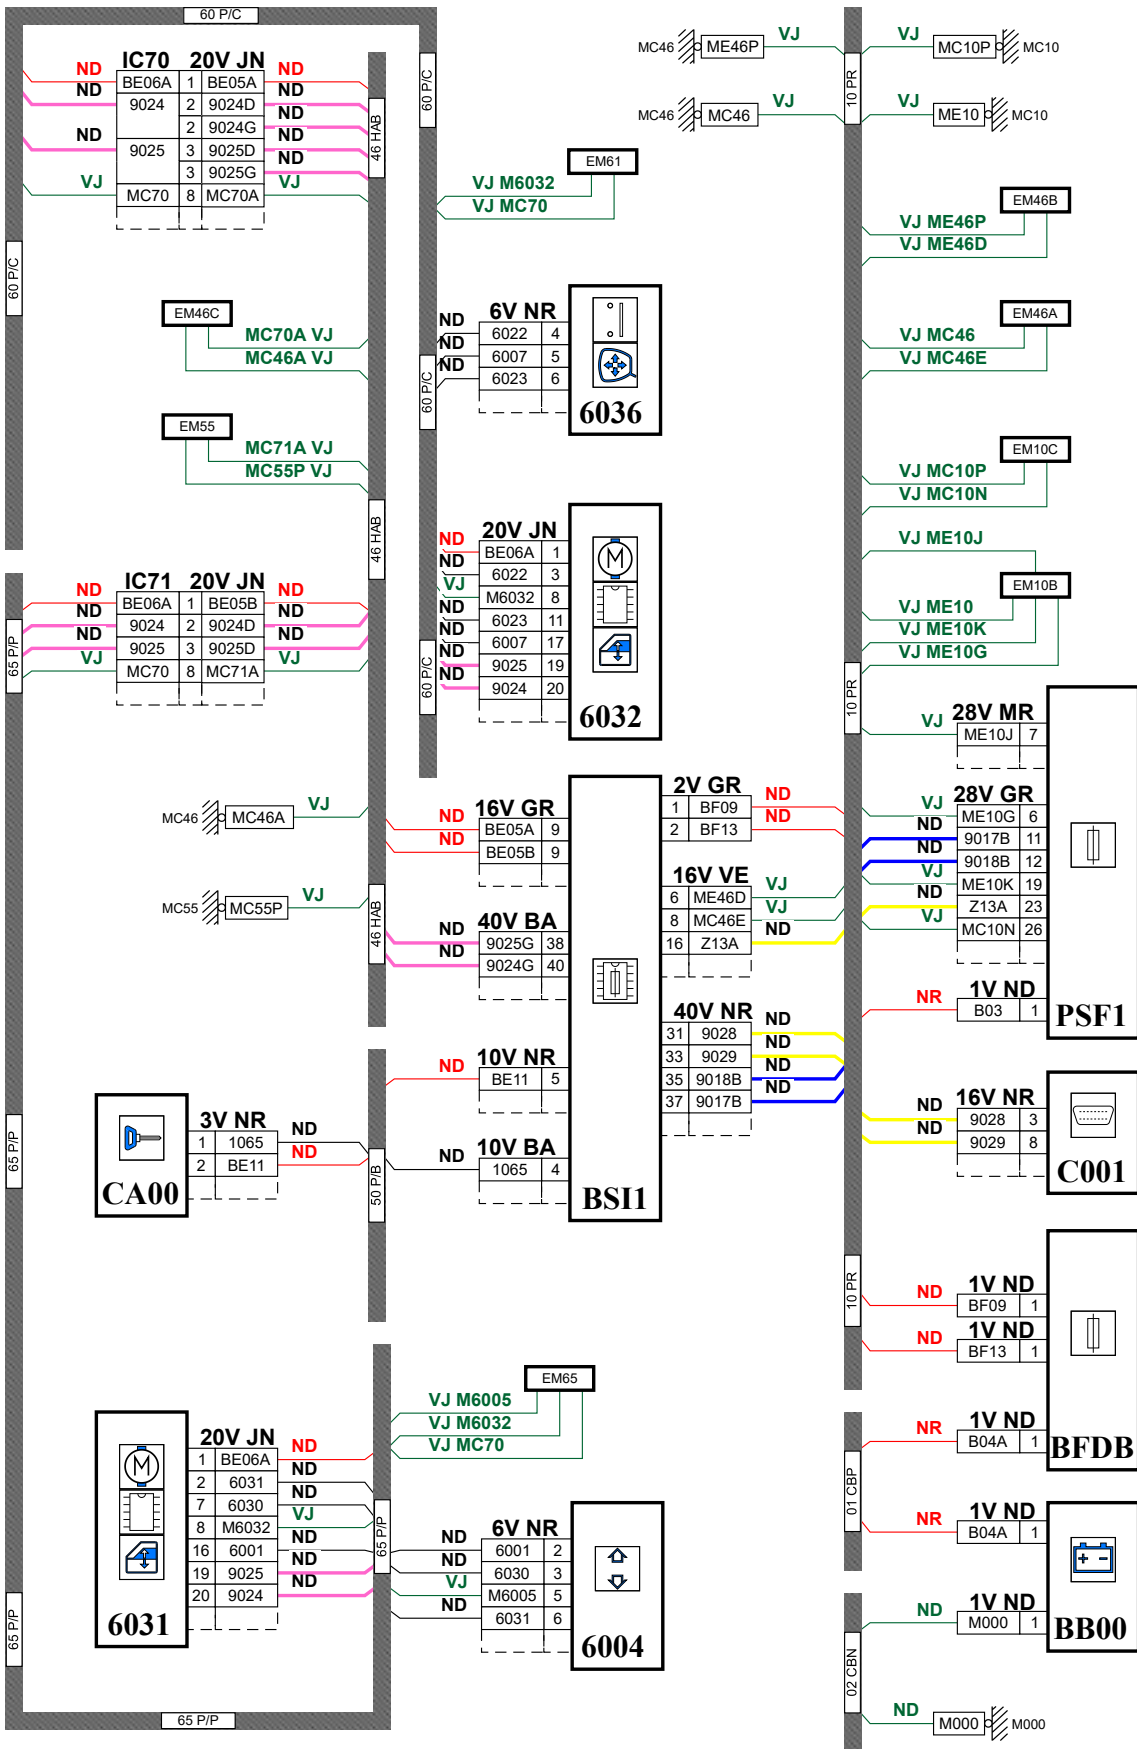 60 P/C
IC70 20V JN
ND BE06A 1 BE05A ND
ND 9024 2 9024D ND
2 9024G ND
ND 9025 3 9025D ND
3 9025G ND
VJ MC70 8 MC70A VJ
60 P/C
46 HAB
60 P/C
EM61
VJ M6032
VJ MC70
MC46 ME46P VJ
VJ MC10P MC10
MC46 MC46 VJ
VJ ME10 MC10
10 PR
EM46B
VJ ME46P
VJ ME46D
EM46C
MC70A VJ
MC46A VJ
6V NR
ND 6022 4
ND 6007 5
ND 6023 6
6036
60 P/C
EM46A
VJ MC46
VJ MC46E
EM55
MC71A VJ
MC55P VJ
46 HAB
EM10C
VJ MC10P
VJ MC10N
VJ ME10J
EM10B
VJ ME10
VJ ME10K
VJ ME10G
10 PR
20V JN
ND BE06A 1
ND 6022 3
VJ M6032 8
ND 6023 11
ND 6007 17
ND 9025 19
ND 9024 20
M
6032
60 P/C
IC71 20V JN
ND BE06A 1 BE05B ND
ND 9024 2 9024D ND
ND 9025 3 9025D ND
VJ MC70 8 MC71A VJ
65 P/P
28V MR
VJ ME10J 7
28V GR
VJ ME10G 6
ND 9017B 11
ND 9018B 12
VJ ME10K 19
ND Z13A 23
VJ MC10N 26
1V ND
NR B03 1
PSF1
MC46 MC46A VJ
MC55 MC55P VJ
46 HAB
16V GR
ND BE05A 9
ND BE05B 9
40V BA
ND 9025G 38
ND 9024G 40
10V NR
ND BE11 5
10V BA
ND 1065 4
BSI1
2V GR
1 BF09 ND
2 BF13 ND
16V VE
6 ME46D VJ
8 MC46E VJ
16 Z13A ND
40V NR
31 9028 ND
33 9029 ND
35 9018B ND
37 9017B ND
16V NR
ND 9028 3
ND 9029 8
C001
65 P/P
3V NR
1 1065 ND
2 BE11 ND
CA00
50 P/B
10 PR
1V ND
ND BF09 1
1V ND
ND BF13 1
1V ND
NR B04A 1
BFDB
01 CBP
1V ND
NR B04A 1
1V ND
ND M000 1
+ -
BB00
02 CBN
ND M000 M000
EM65
VJ M6005
VJ M6032
VJ MC70
20V JN
1 BE06A ND
2 6031 ND
7 6030 ND
8 M6032 VJ
16 6001 ND
19 9025 ND
20 9024 ND
M
6031
65 P/P
6V NR
ND 6001 2
ND 6030 3
VJ M6005 5
ND 6031 6
6004
65 P/P
65 P/P